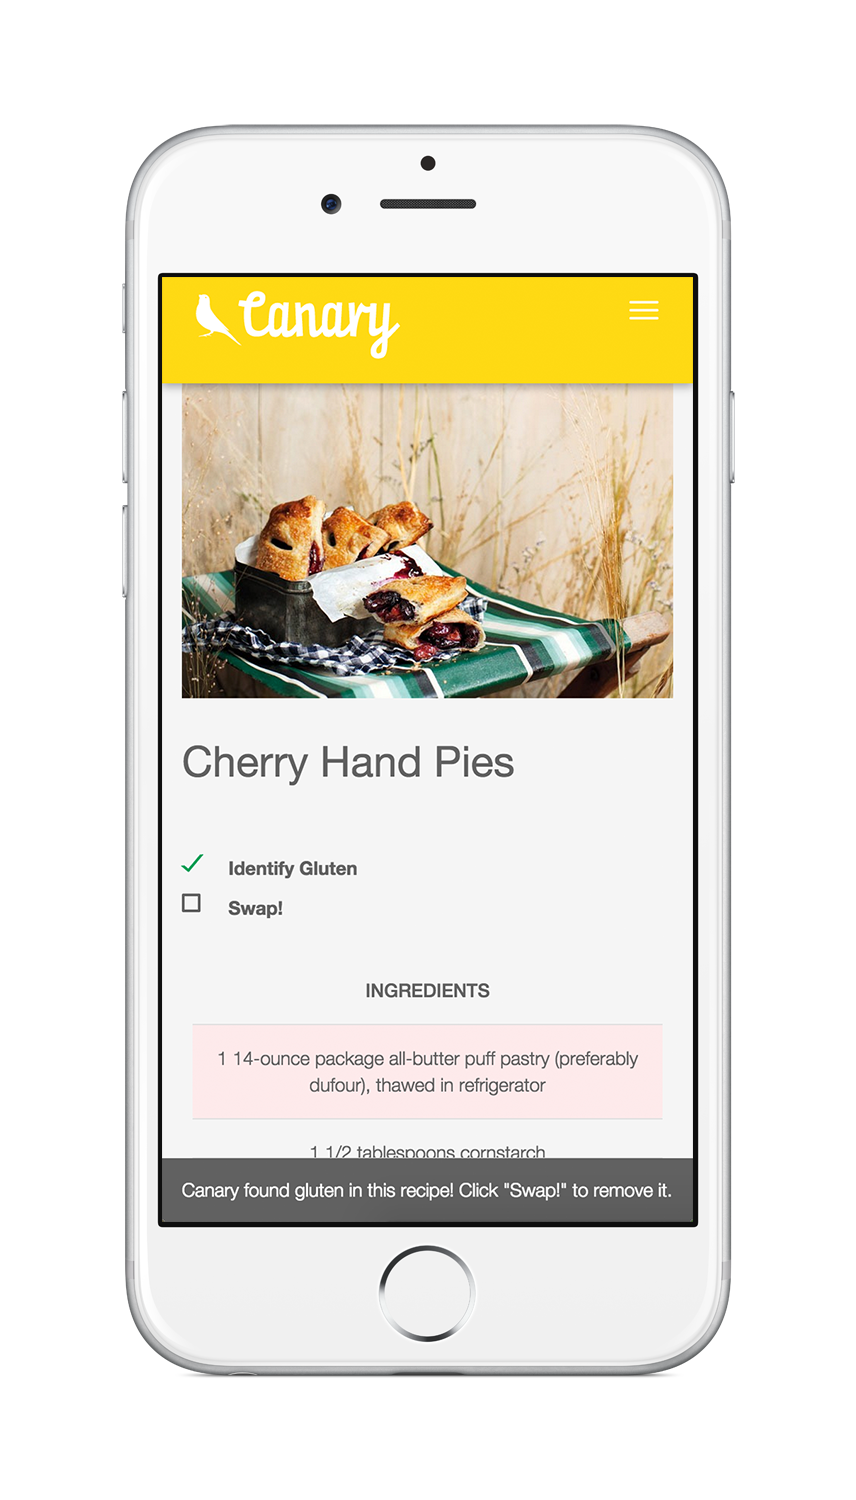 Canary
Cherry Hand Pies
Identify Gluten
Swap!
INGREDIENTS
1 14-ounce package all-butter puff pastry (preferably
dufour), thawed in refrigerator
1 1/2 tablespoons cornstarch
Canary found gluten in this recipe! Click "Swap!" to remove it.